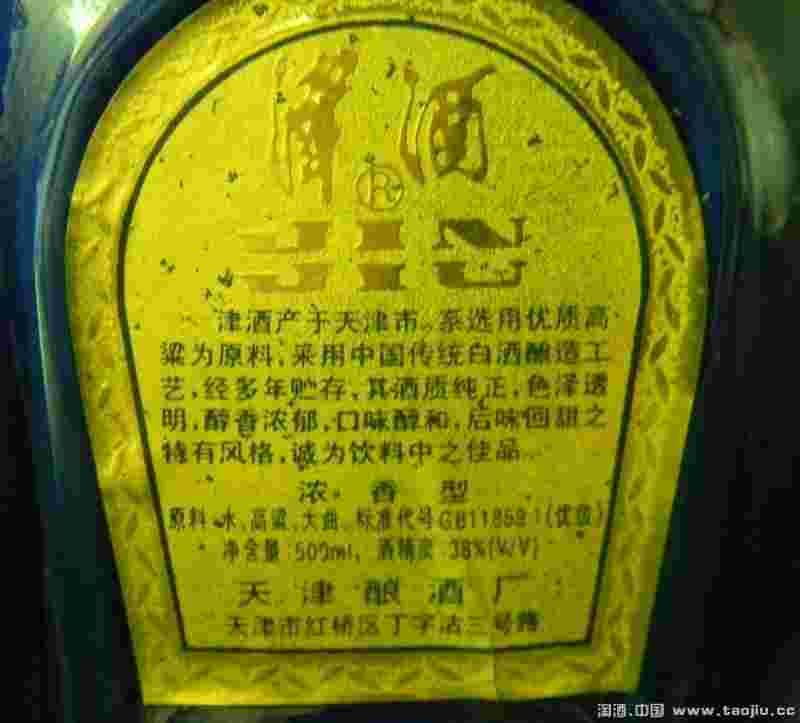 津酒
®
JIU
津酒产于天津市。系选用优质高
粱为原料,采用中国传统白酒酿造工
艺,经多年贮存,其酒质纯正,色泽透
明,醇香浓郁,口味醇和,后味回甜之
特有风格,诚为饮料中之佳品
浓香型
原料:水、高粱、大曲、标准代号GB11859.1(优级)
净含量:500ml, 酒精度 38%(V/V)
天津酿酒厂
天津市红桥区丁字沽三号路
淘酒.中国 www.taojiu.cc